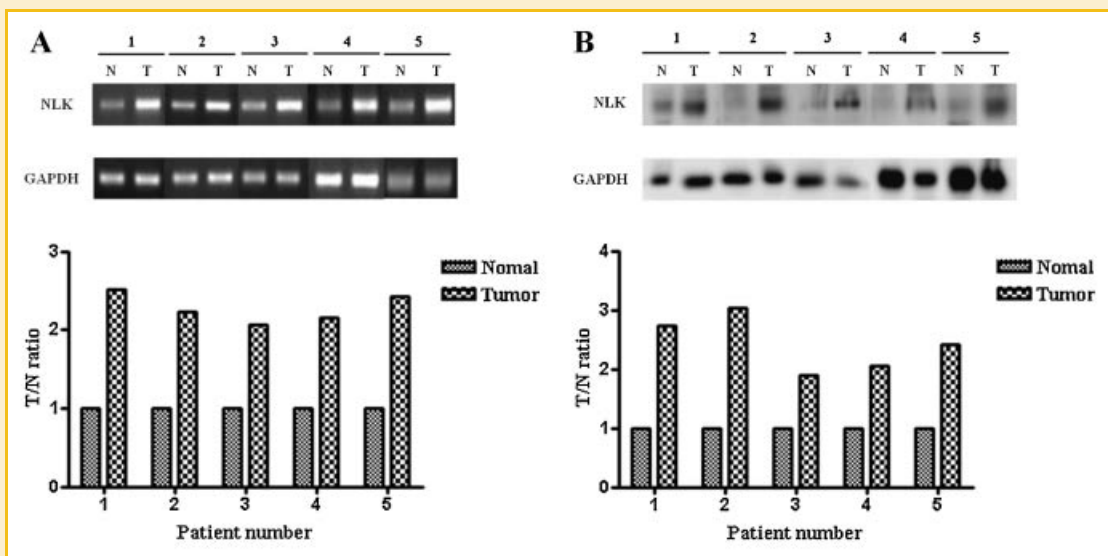 A
1 2 3 4 5
N T N T N T N T N T
NLK
GAPDH
3
2
1
0
T/N ratio
Nomal
Tumor
1 2 3 4 5
Patient number
B
1 2 3 4 5
N T N T N T N T N T
NLK
GAPDH
4
3
2
1
0
T/N ratio
Nomal
Tumor
1 2 3 4 5
Patient number